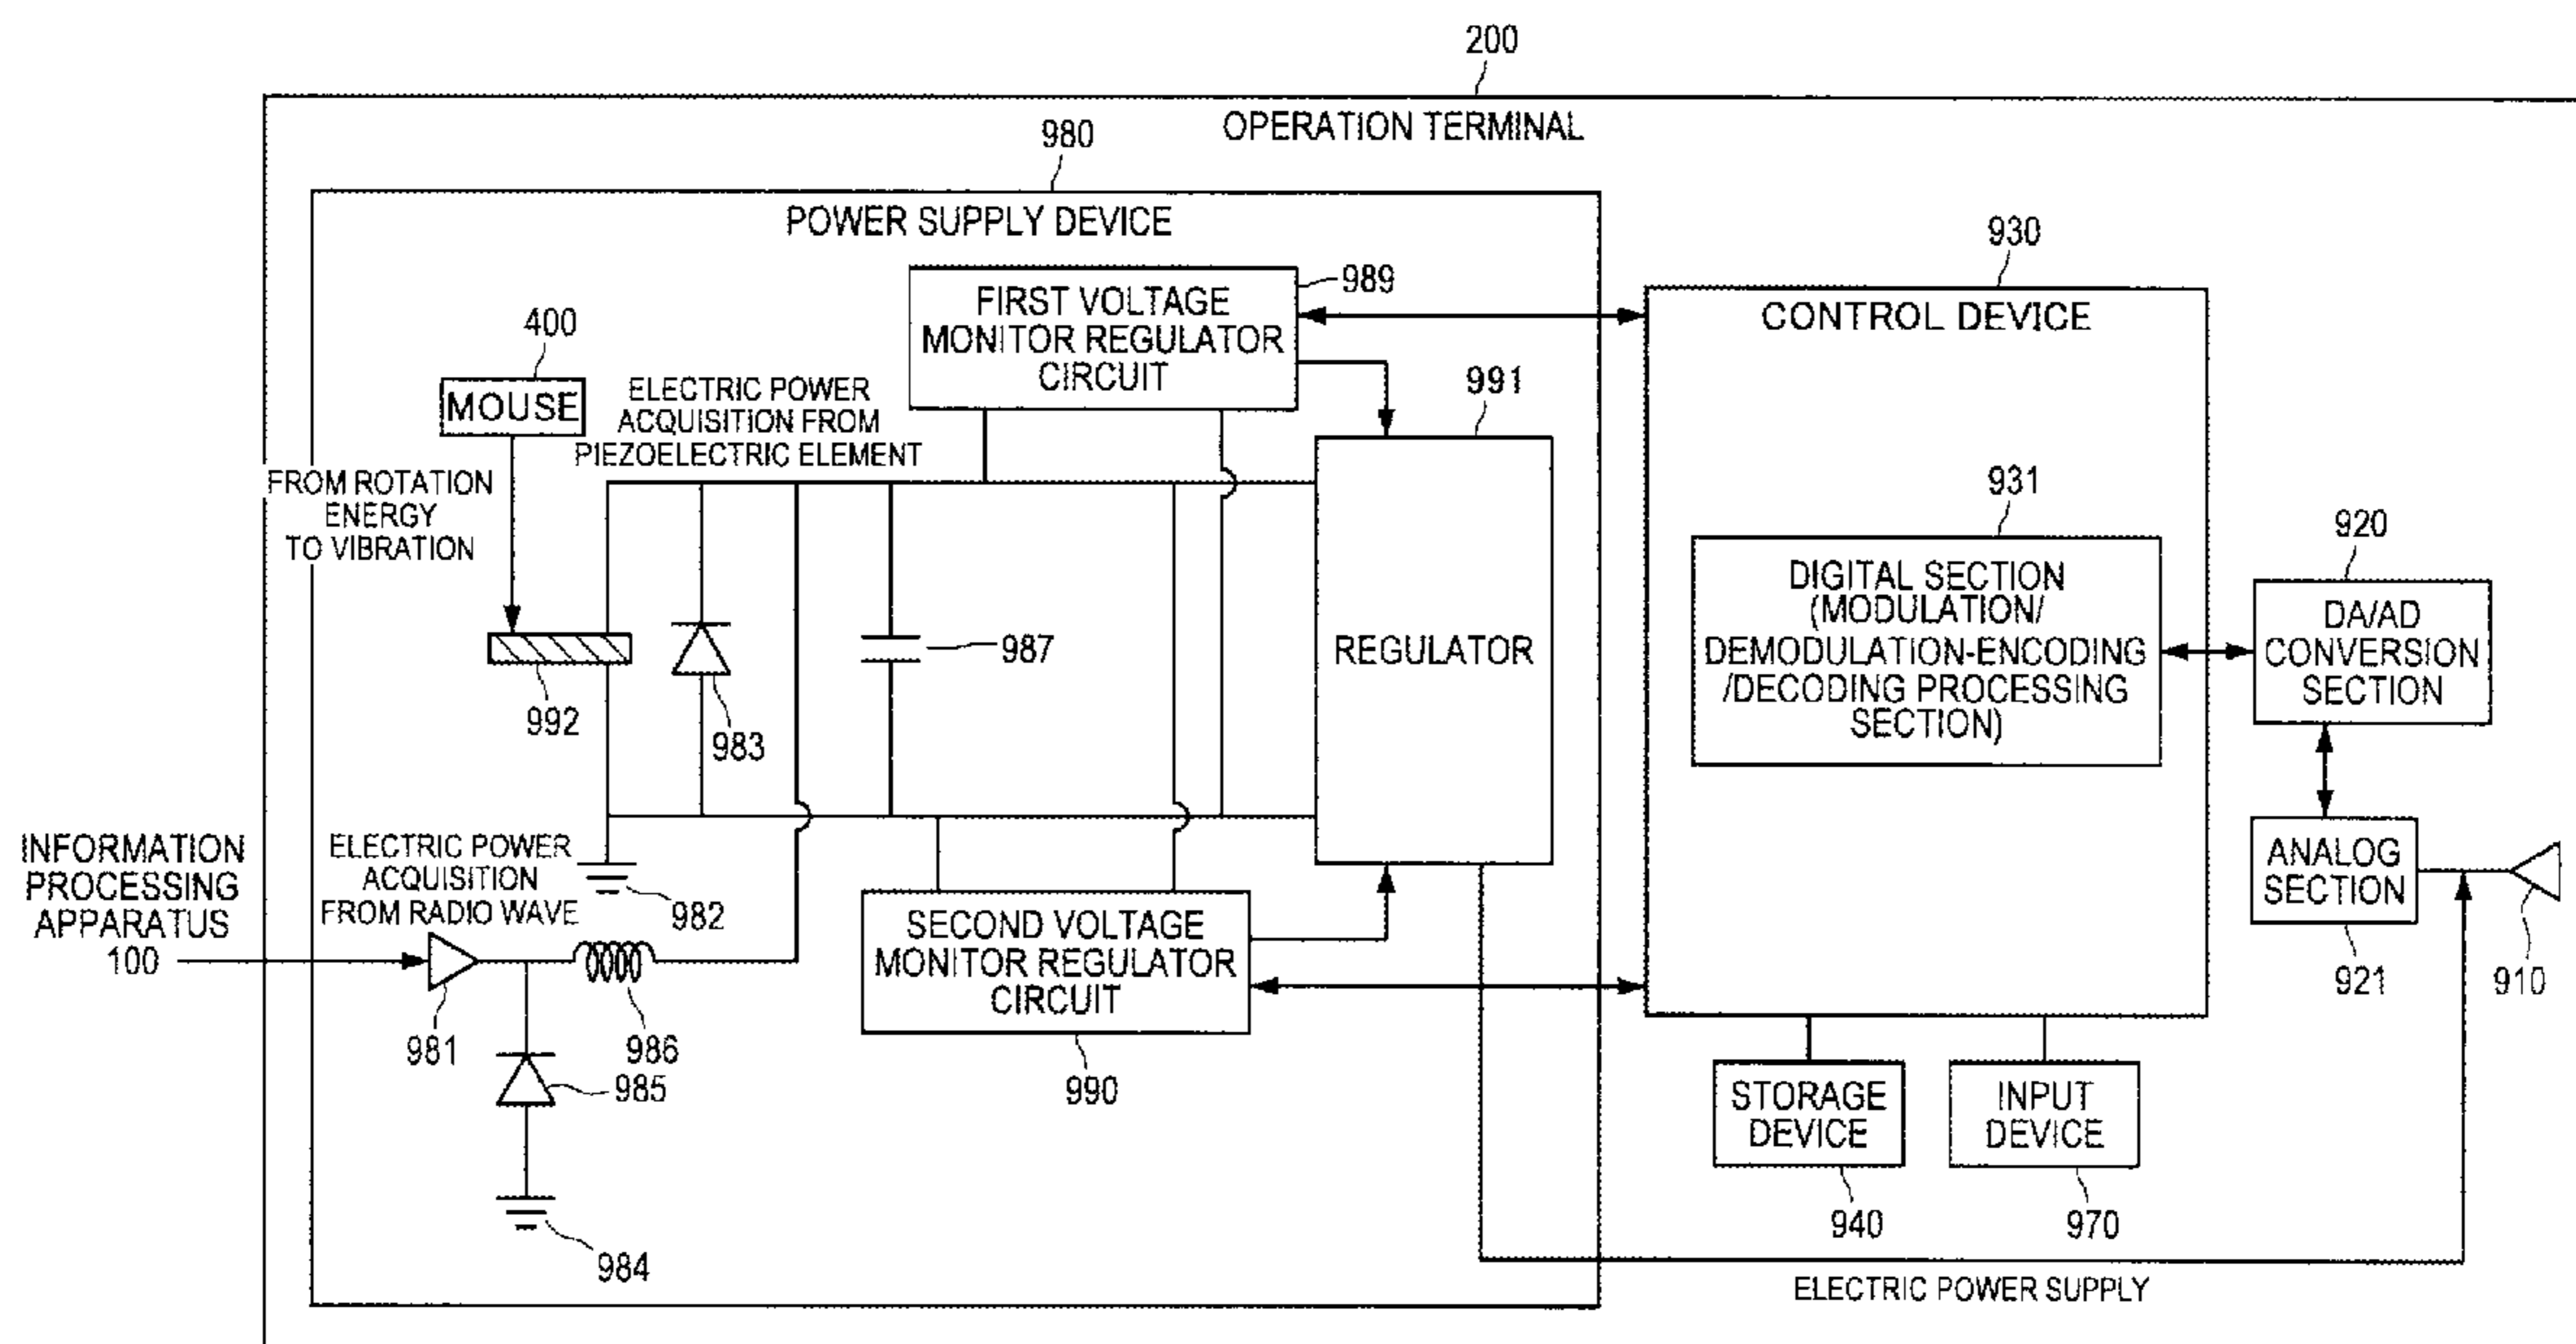 200
OPERATION TERMINAL
980
POWER SUPPLY DEVICE
930
989
FIRST VOLTAGE
MONITOR REGULATOR
CIRCUIT
CONTROL DEVICE
400
MOUSE
ELECTRIC POWER
ACQUISITION FROM
PIEZOELECTRIC ELEMENT
991
FROM ROTATION
ENERGY
TO VIBRATION
931
920
DIGITAL SECTION
(MODULATION/
DEMODULATION-ENCODING
/DECODING PROCESSING
SECTION)
DA/AD
CONVERSION
SECTION
REGULATOR
987
992
983
INFORMATION
PROCESSING
APPARATUS
100
ELECTRIC POWER
ACQUISITION
FROM RADIO WAVE
982
ANALOG
SECTION
SECOND VOLTAGE
MONITOR REGULATOR
CIRCUIT
921
910
981
986
985
990
STORAGE
DEVICE
INPUT
DEVICE
940
970
984
ELECTRIC POWER SUPPLY